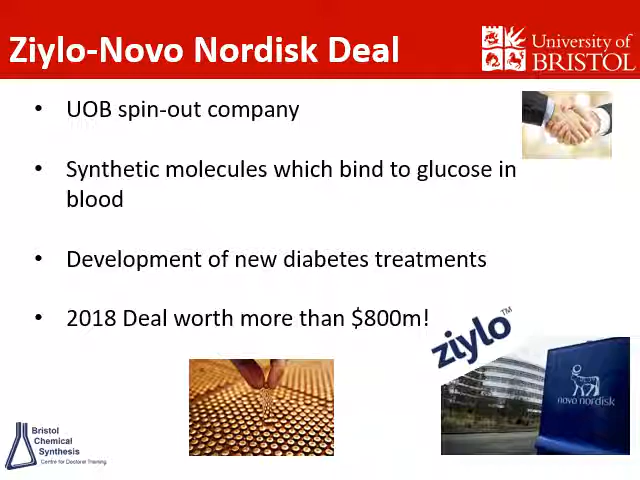 Ziylo-Novo Nordisk Deal
University of
BRISTOL
• UOB spin-out company
• Synthetic molecules which bind to glucose in
blood
• Development of new diabetes treatments
• 2018 Deal worth more than $800m!
ziylo™
novo nordisk
Bristol
Chemical
Synthesis
Centre for Doctoral Training